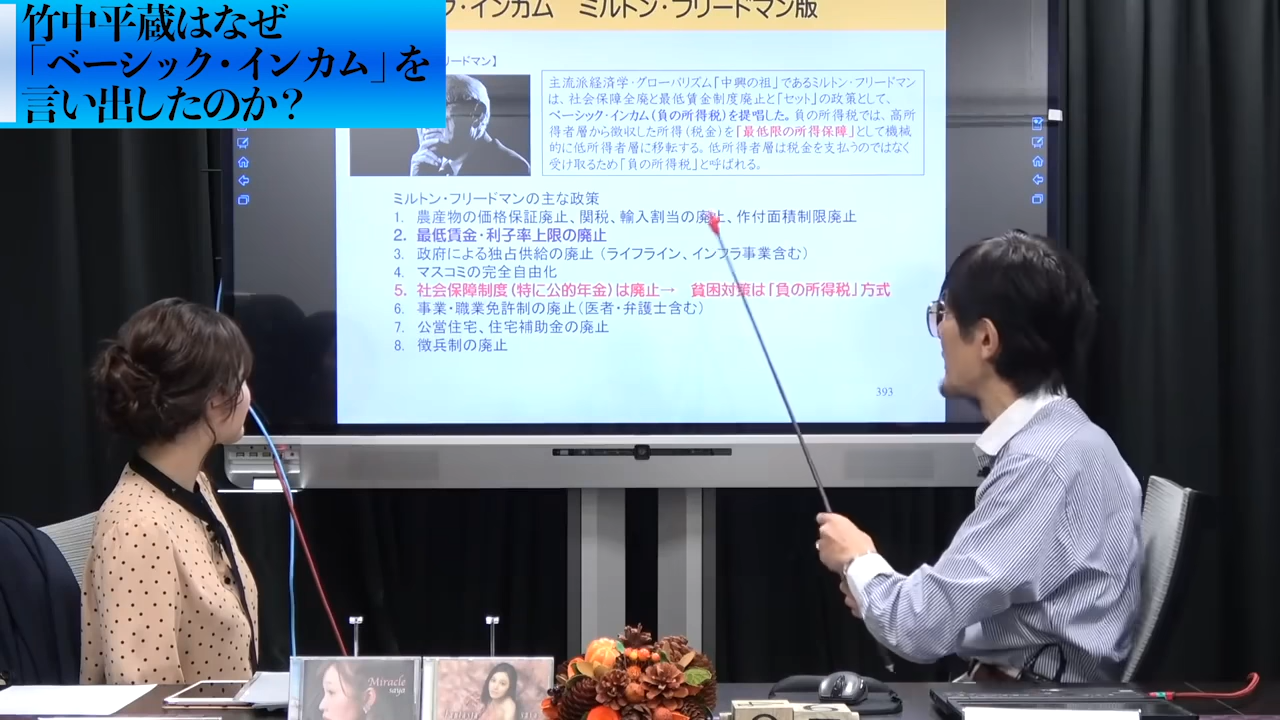 竹中平蔵はなぜ
「ベーシック・インカム」を
言い出したのか？
ク・インカム　ミルトン・フリードマン版
リードマン】
主流派経済学・グローバリズム「中興の祖」であるミルトン・フリードマン
は、社会保障全廃と最低賃金制度廃止と「セット」の政策として、
ベーシック・インカム（負の所得税）を提唱した。負の所得税では、高所
得者層から徴収した所得（税金）を「最低限の所得保障」として機械
的に低所得者層に移転する。低所得者層は税金を支払うのではなく
受け取るため「負の所得税」と呼ばれる。
ミルトン・フリードマンの主な政策
1. 農産物の価格保証廃止、関税、輸入割当の廃止、作付面積制限廃止
2. 最低賃金・利子率上限の廃止
3. 政府による独占供給の廃止（ライフライン、インフラ事業含む）
4. マスコミの完全自由化
5. 社会保障制度（特に公的年金）は廃止→　貧困対策は「負の所得税」方式
6. 事業・職業免許制の廃止（医者・弁護士含む）
7. 公営住宅、住宅補助金の廃止
8. 徴兵制の廃止
393
Miracle
saya